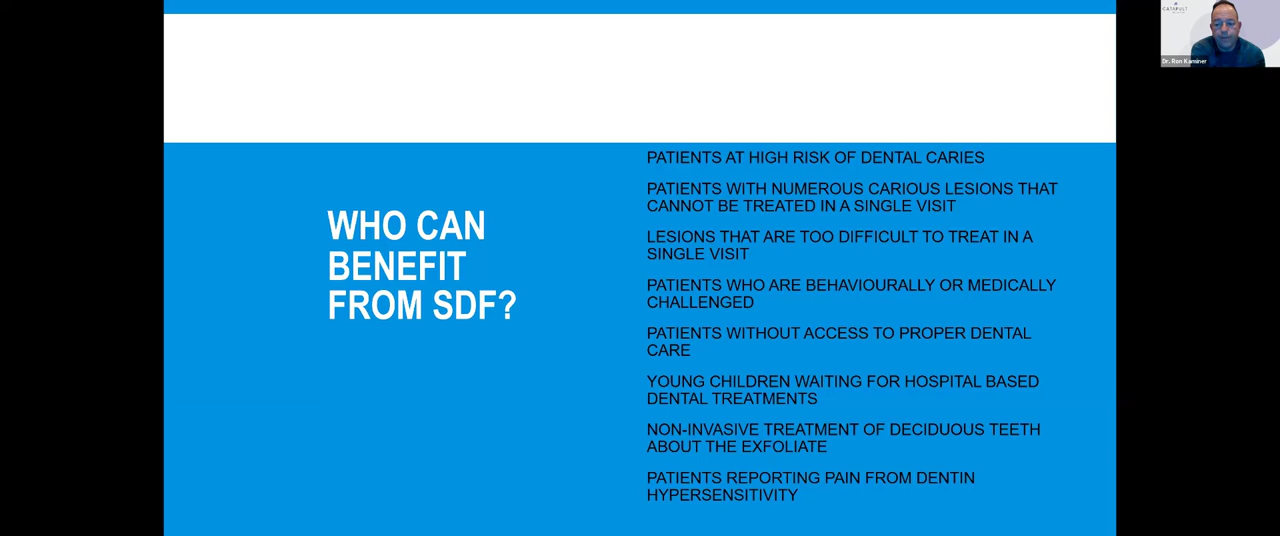 CATAPULT
Dr. Ron Kaminer
WHO CAN
BENEFIT
FROM SDF?
PATIENTS AT HIGH RISK OF DENTAL CARIES
PATIENTS WITH NUMEROUS CARIOUS LESIONS THAT
CANNOT BE TREATED IN A SINGLE VISIT
LESIONS THAT ARE TOO DIFFICULT TO TREAT IN A
SINGLE VISIT
PATIENTS WHO ARE BEHAVIOURALLY OR MEDICALLY
CHALLENGED
PATIENTS WITHOUT ACCESS TO PROPER DENTAL
CARE
YOUNG CHILDREN WAITING FOR HOSPITAL BASED
DENTAL TREATMENTS
NON-INVASIVE TREATMENT OF DECIDUOUS TEETH
ABOUT THE EXFOLIATE
PATIENTS REPORTING PAIN FROM DENTIN
HYPERSENSITIVITY